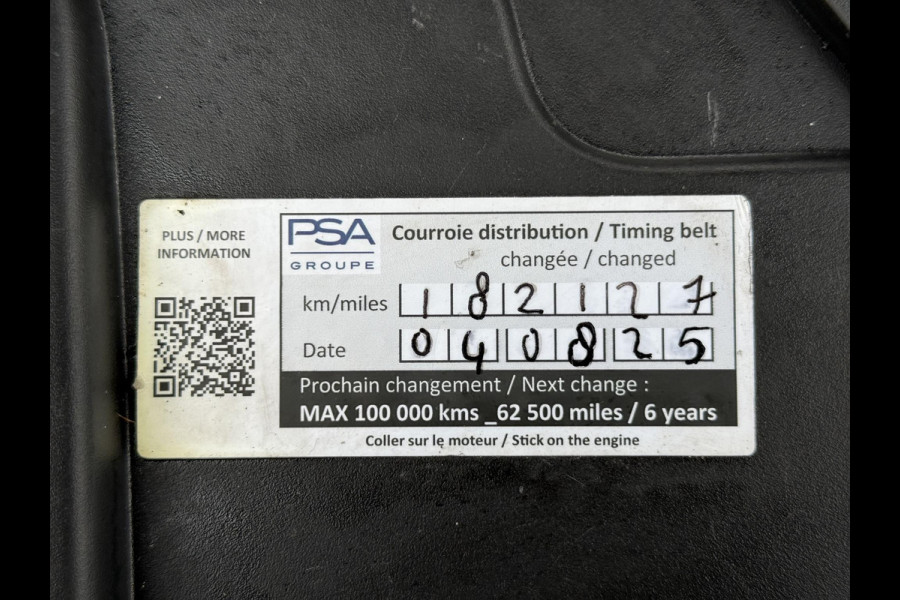 PLUS / MORE
INFORMATION
PSA
GROUPE
Courroie distribution / Timing belt
changée / changed
km/miles 182127
Date 040825
Prochain changement / Next change :
MAX 100 000 kms _62 500 miles / 6 years
Coller sur le moteur / Stick on the engine